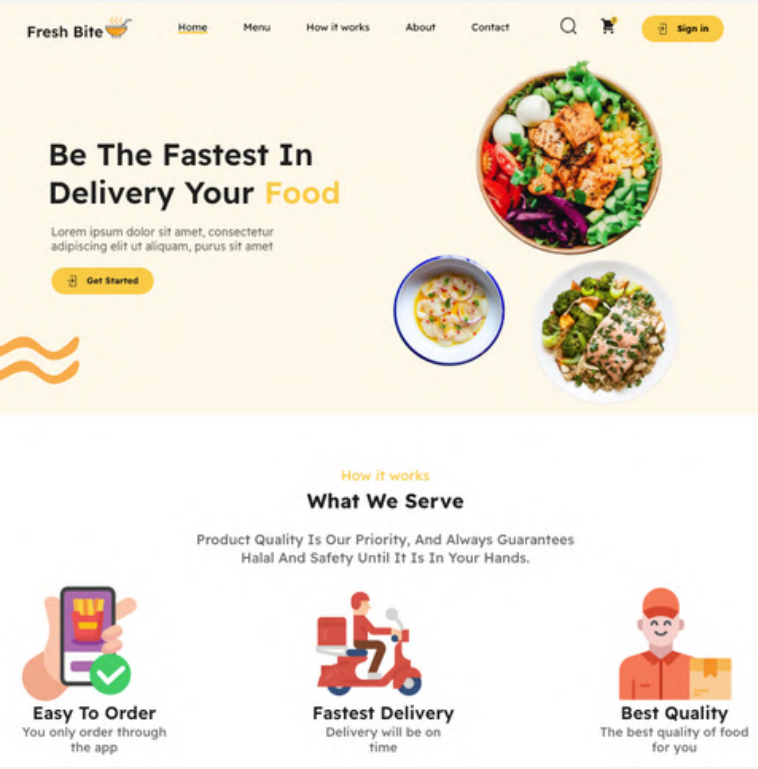 Fresh Bite
Home Menu How it works About Contact Sign in
Be The Fastest In
Delivery Your Food
Lorem ipsum dolor sit amet, consectetur
adipiscing elit ut aliquam, purus sit amet
Get Started
How it works
What We Serve
Product Quality Is Our Priority, And Always Guarantees
Halal And Safety Until It Is In Your Hands.
Easy To Order
You only order through
the app
Fastest Delivery
Delivery will be on
time
Best Quality
The best quality of food
for you